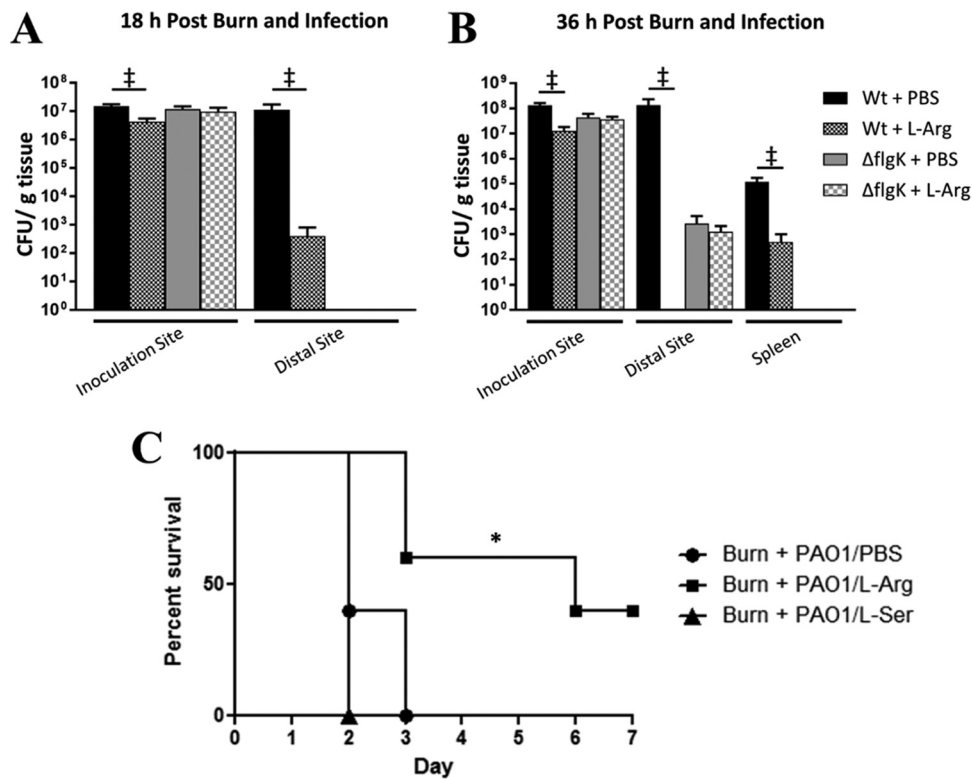 A
18 h Post Burn and Infection
CFU/ g tissue
10⁸
10⁷
10⁶
10⁵
10⁴
10³
10²
10¹
10⁰
‡
‡
Inoculation Site
Distal Site
B
36 h Post Burn and Infection
CFU/ g tissue
10⁹
10⁸
10⁷
10⁶
10⁵
10⁴
10³
10²
10¹
10⁰
‡
‡
‡
Inoculation Site
Distal Site
Spleen
Wt + PBS
Wt + L-Arg
ΔflgK + PBS
ΔflgK + L-Arg
C
Percent survival
100
50
0
*
0 1 2 3 4 5 6 7
Day
Burn + PAO1/PBS
Burn + PAO1/L-Arg
Burn + PAO1/L-Ser